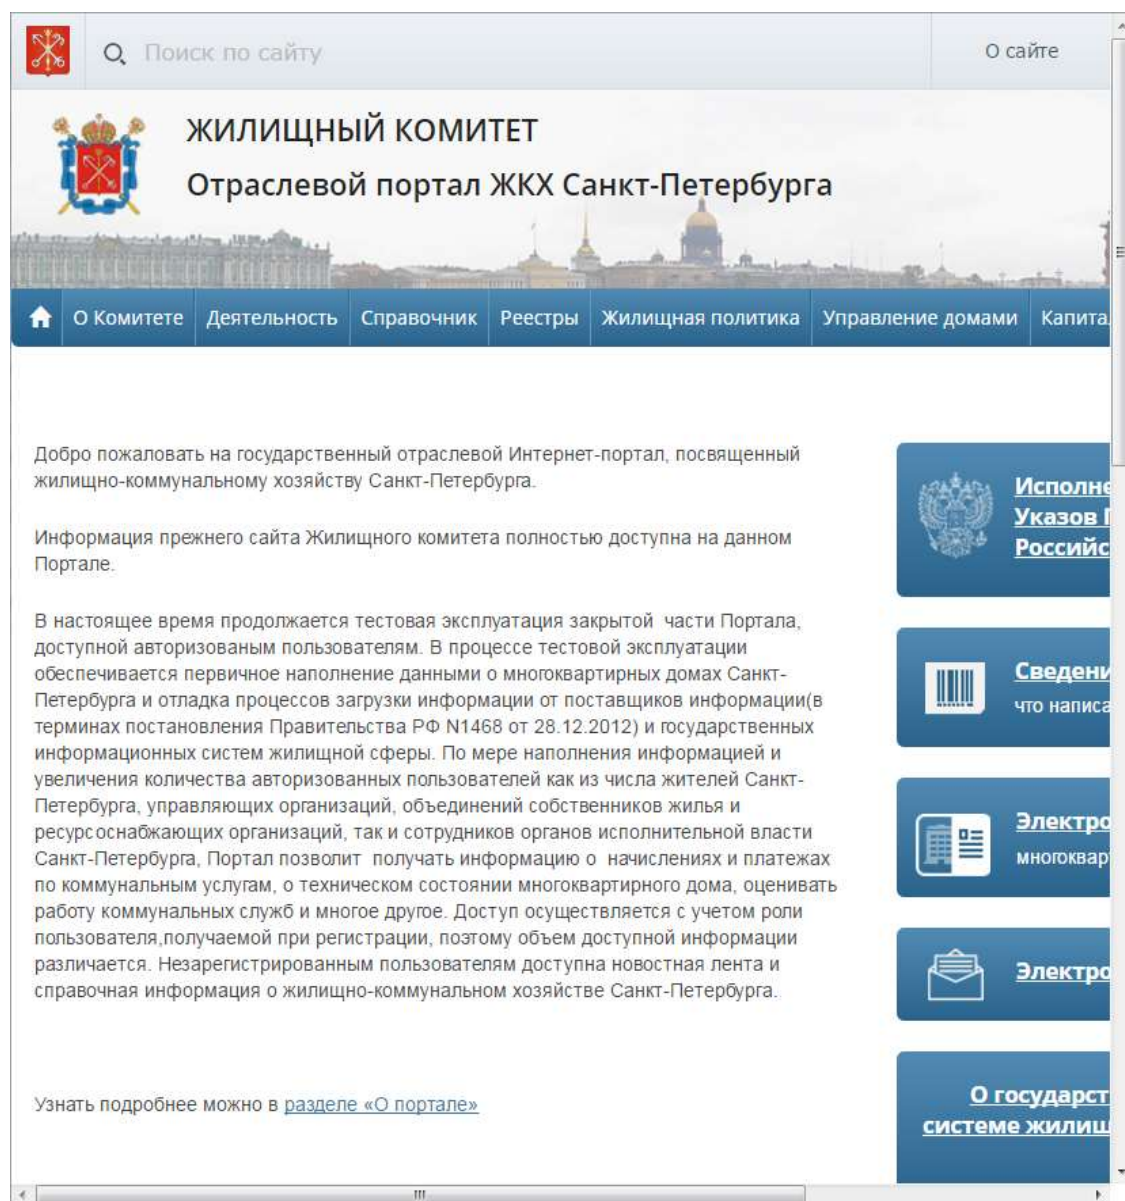 Поиск по сайту
О сайте
ЖИЛИЩНЫЙ КОМИТЕТ
Отраслевой портал ЖКХ Санкт-Петербурга
О Комитете Деятельность Справочник Реестры Жилищная политика Управление домами Капита
Добро пожаловать на государственный отраслевой Интернет-портал, посвященный
жилищно-коммунальному хозяйству Санкт-Петербурга.
Информация прежнего сайта Жилищного комитета полностью доступна на данном
Портале.
В настоящее время продолжается тестовая эксплуатация закрытой части Портала,
доступной авторизованым пользователям. В процессе тестовой эксплуатации
обеспечивается первичное наполнение данными о многоквартирных домах Санкт-
Петербурга и отладка процессов загрузки информации от поставщиков информации(в
терминах постановления Правительства РФ N1468 от 28.12.2012) и государственных
информационных систем жилищной сферы. По мере наполнения информацией и
увеличения количества авторизованных пользователей как из числа жителей Санкт-
Петербурга, управляющих организаций, объединений собственников жилья и
ресурсоснабжающих организаций, так и сотрудников органов исполнительной власти
Санкт-Петербурга, Портал позволит получать информацию о начислениях и платежах
по коммунальным услугам, о техническом состоянии многоквартирного дома, оценивать
работу коммунальных служб и многое другое. Доступ осуществляется с учетом роли
пользователя,получаемой при регистрации, поэтому объем доступной информации
различается. Незарегистрированным пользователям доступна новостная лента и
справочная информация о жилищно-коммунальном хозяйстве Санкт-Петербурга.
Узнать подробнее можно в разделе «О портале»
Исполне
Указов П
Российс
Сведени
что написа
Электро
многоквар
Электро
О государст
системе жилищ